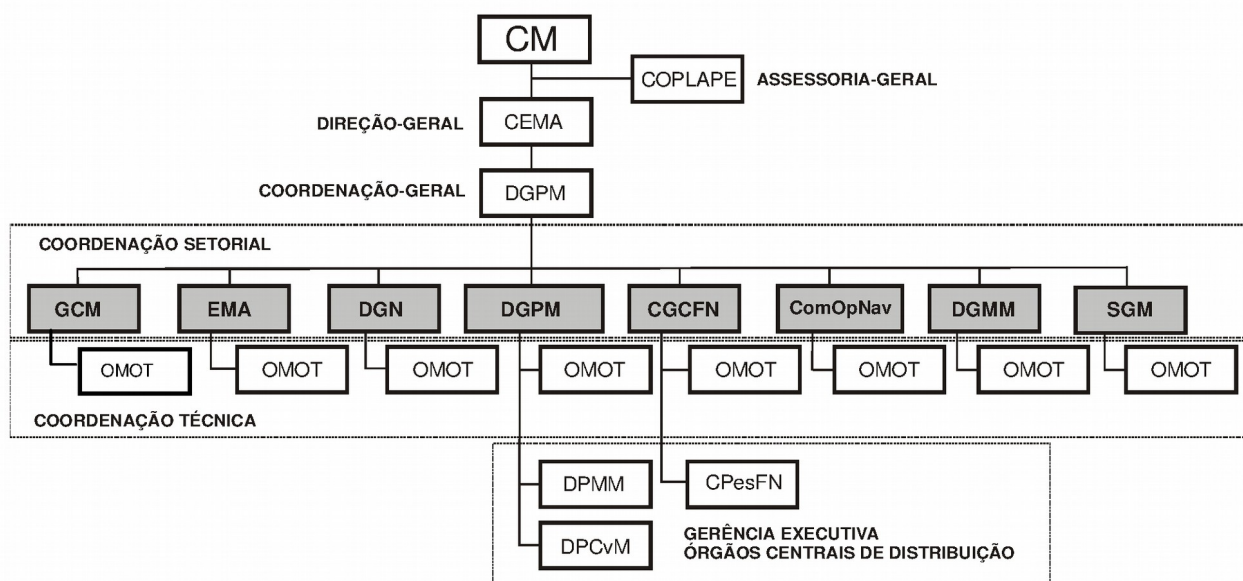 CM
COPLAPE ASSESSORIA-GERAL
DIREÇÃO-GERAL CEMA
COORDENAÇÃO-GERAL DGPM
COORDENAÇÃO SETORIAL
GCM EMA DGN DGPM CGCFN ComOpNav DGMM SGM
OMOT OMOT OMOT OMOT OMOT OMOT OMOT OMOT
COORDENAÇÃO TÉCNICA
DPMM CPesFN
DPCvM GERÊNCIA EXECUTIVA
ÓRGÃOS CENTRAIS DE DISTRIBUIÇÃO